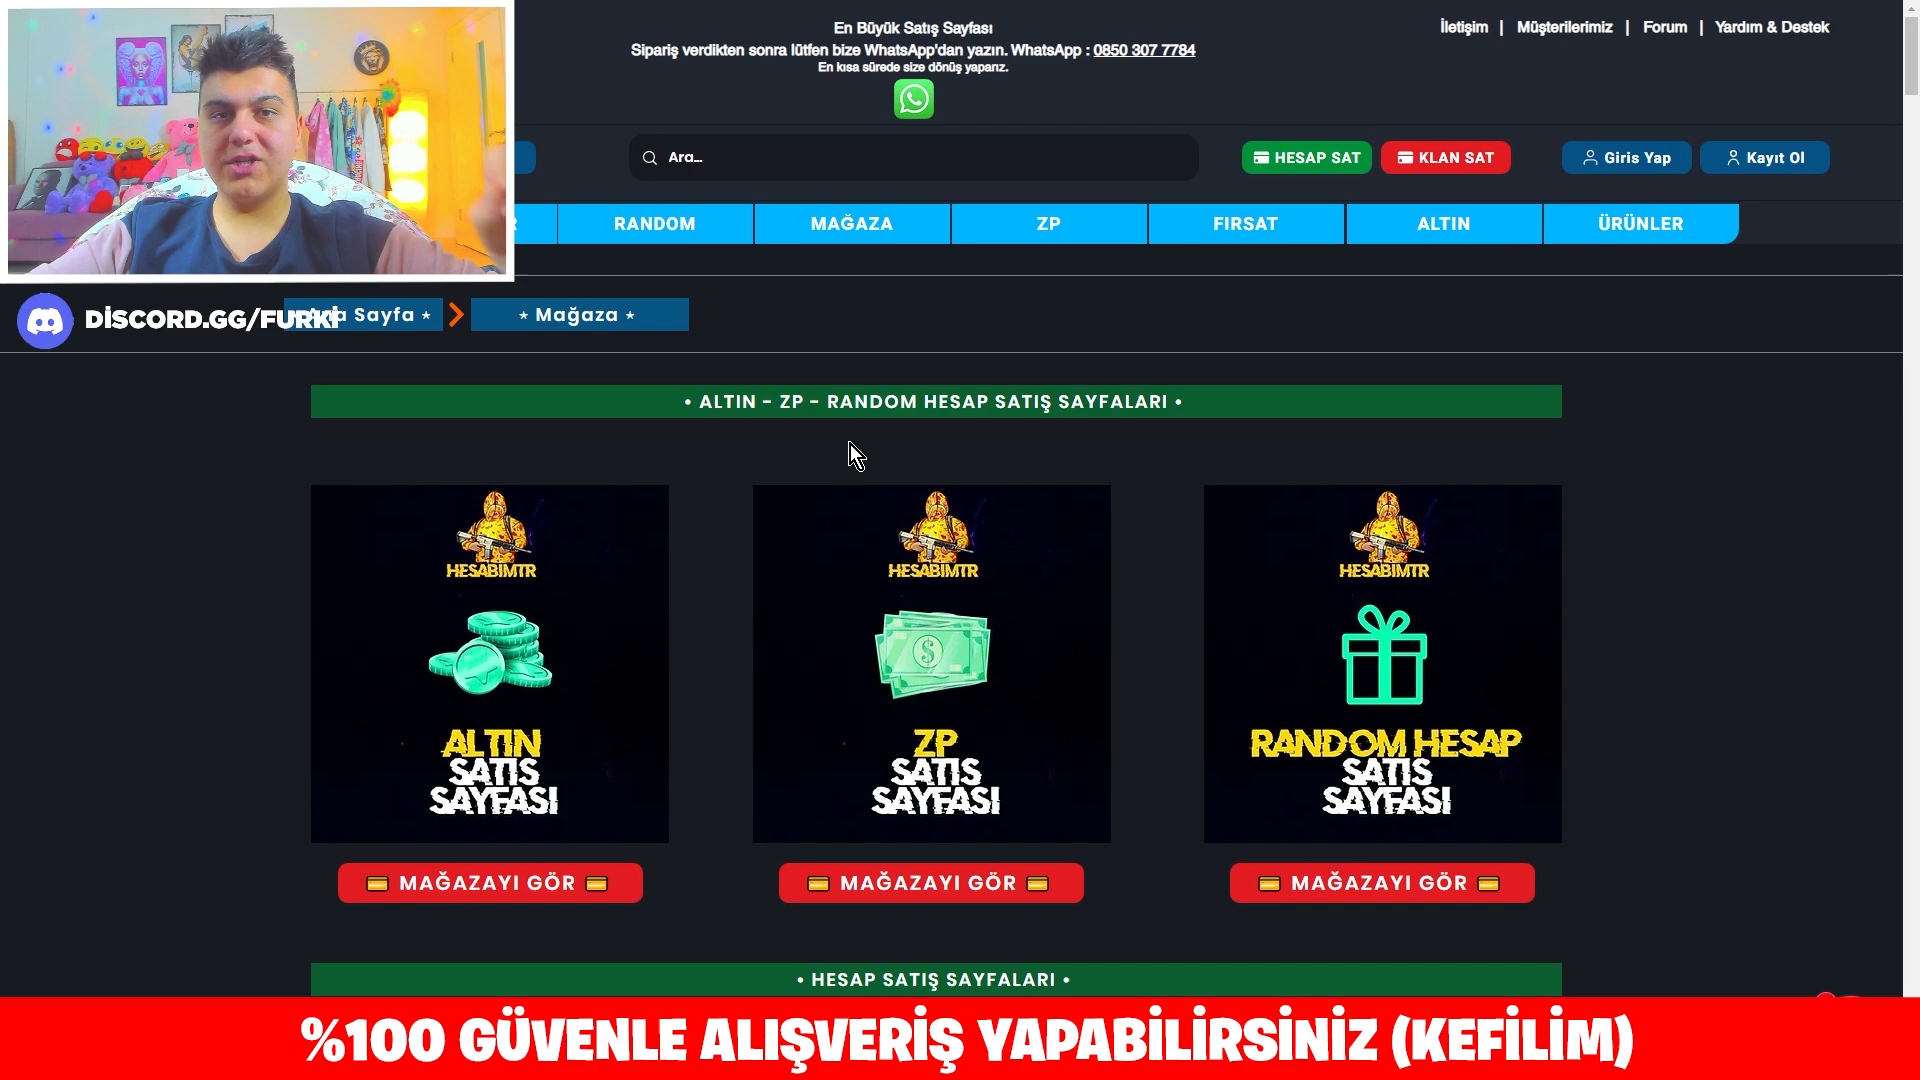 En Büyük Satış Sayfası
Sipariş verdikten sonra lütfen bize WhatsApp'dan yazın. WhatsApp : 0850 307 7784
En kısa sürede size dönüş yaparız.
İletişim | Müşterilerimiz | Forum | Yardım & Destek
Ara...
HESAP SAT
KLAN SAT
Giris Yap
Kayıt Ol
R
RANDOM
MAĞAZA
ZP
FIRSAT
ALTIN
ÜRÜNLER
DİSCORD.GG/FURKİ
Sayfa ⋆
⋆ Mağaza ⋆
• ALTIN - ZP - RANDOM HESAP SATIŞ SAYFALARI •
HESABIMTR
ALTIN
SATIS
SAYFASI
MAĞAZAYI GÖR
HESABIMTR
ZP
SATIS
SAYFASI
MAĞAZAYI GÖR
HESABIMTR
RANDOM HESAP
SATIS
SAYFASI
MAĞAZAYI GÖR
• HESAP SATIŞ SAYFALARI •
%100 GÜVENLE ALIŞVERİŞ YAPABİLİRSİNİZ (KEFİLİM)